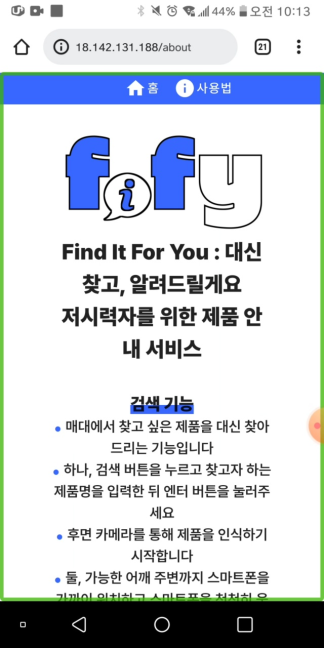 44% 오전 10:13
18.142.131.188/about
21
홈 사용법
fify
Find It For You : 대신
찾고, 알려드릴게요
저시력자를 위한 제품 안
내 서비스
검색 기능
• 매대에서 찾고 싶은 제품을 대신 찾아
드리는 기능입니다
• 하나, 검색 버튼을 누르고 찾고자 하는
제품명을 입력한 뒤 엔터 버튼을 눌러주
세요
• 후면 카메라를 통해 제품을 인식하기
시작합니다
• 둘, 가능한 어깨 주변까지 스마트폰을